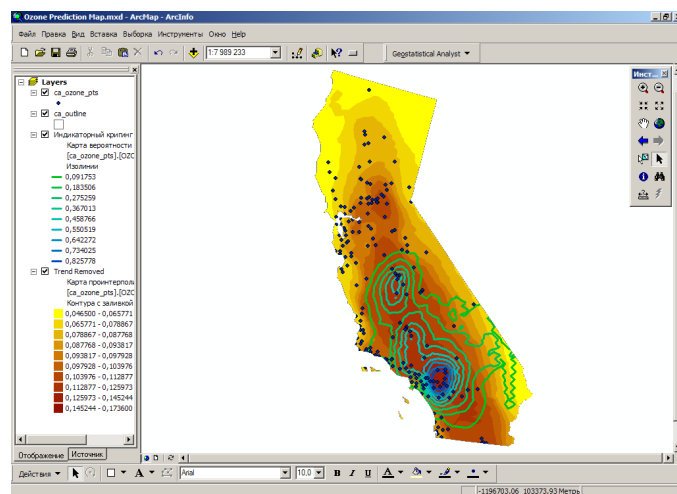 Ozone Prediction Map.mxd - ArcMap - ArcInfo
Файл Правка Вид Вставка Выборка Инструменты Окно Help
1:7 989 233 Geostatistical Analyst
Инст...
Layers
ca_ozone_pts
ca_outline
Индикаторный кригинг
Карта вероятности
[ca_ozone_pts].[OZC
Изолинии
0,091753
0,183506
0,275259
0,367013
0,458766
0,550519
0,642272
0,734025
0,825778
Trend Removed
Карта проинтерполи
[ca_ozone_pts].[OZC
Контура с заливкой
0,046500 - 0,065771
0,065771 - 0,078867
0,078867 - 0,087768
0,087768 - 0,093817
0,093817 - 0,097928
0,097928 - 0,103976
0,103976 - 0,112877
0,112877 - 0,125973
0,125973 - 0,145244
0,145244 - 0,173600
Отображение Источник
Действия A Arial 10,0 B I U A
-1196703.06 103373.93 Метры